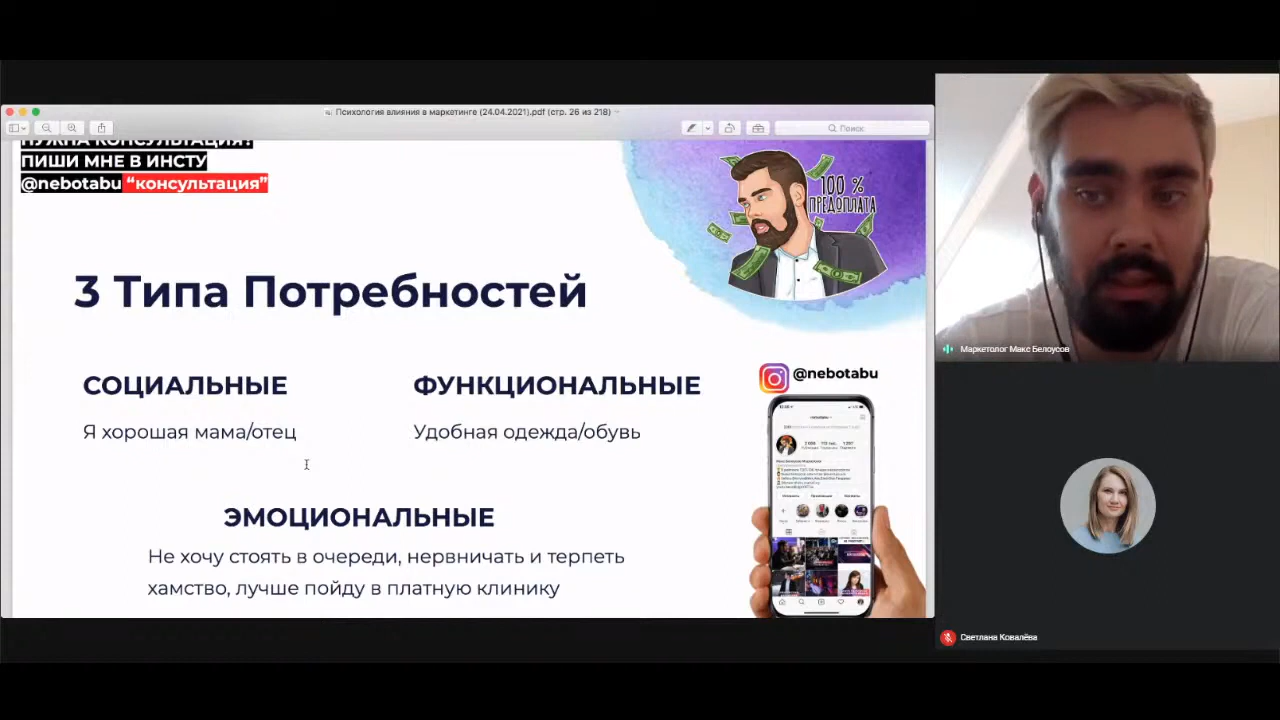 Психология влияния в маркетинге (24.04.2021).pdf (стр. 26 из 218)
Поиск
НУЖНА КОНСУЛЬТАЦИЯ?
ПИШИ МНЕ В ИНСТУ
@nebotabu “консультация”
100 %
ПРЕДОПЛАТА
3 Типа Потребностей
СОЦИАЛЬНЫЕ
Я хорошая мама/отец
ФУНКЦИОНАЛЬНЫЕ
Удобная одежда/обувь
ЭМОЦИОНАЛЬНЫЕ
Не хочу стоять в очереди, нервничать и терпеть
хамство, лучше пойду в платную клинику
@nebotabu
Маркетолог Макс Белоусов
Светлана Ковалёва